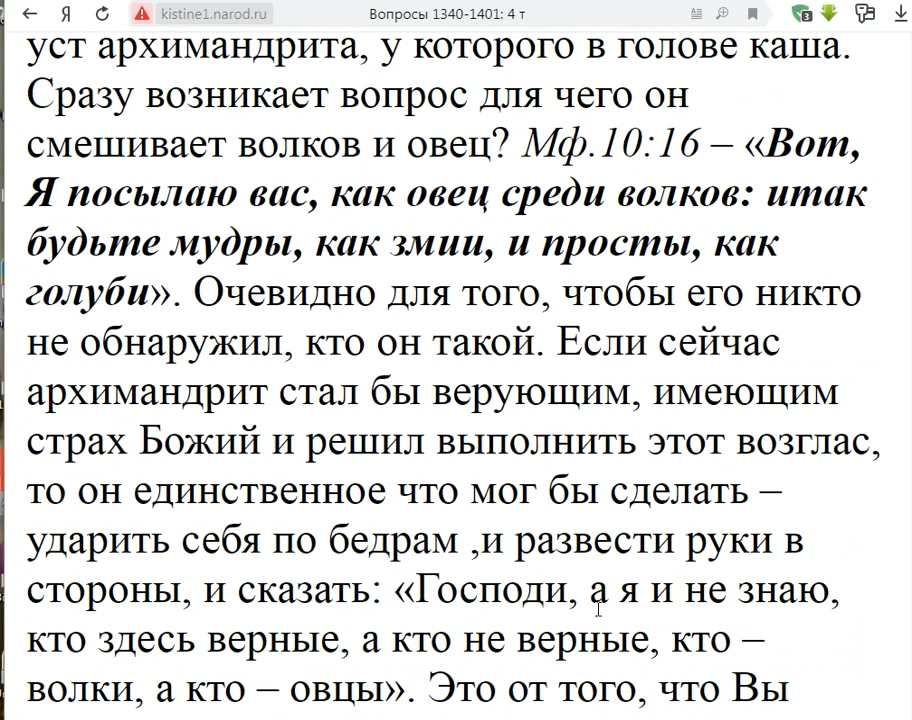 Я
kistine1.narod.ru
Вопросы 1340-1401: 4 т
3
уст архимандрита, у которого в голове каша.
Сразу возникает вопрос для чего он
смешивает волков и овец? Мф.10:16 – «Вот,
Я посылаю вас, как овец среди волков: итак
будьте мудры, как змии, и просты, как
голуби». Очевидно для того, чтобы его никто
не обнаружил, кто он такой. Если сейчас
архимандрит стал бы верующим, имеющим
страх Божий и решил выполнить этот возглас,
то он единственное что мог бы сделать –
ударить себя по бедрам ,и развести руки в
стороны, и сказать: «Господи, а я и не знаю,
кто здесь верные, а кто не верные, кто –
волки, а кто – овцы». Это от того, что Вы